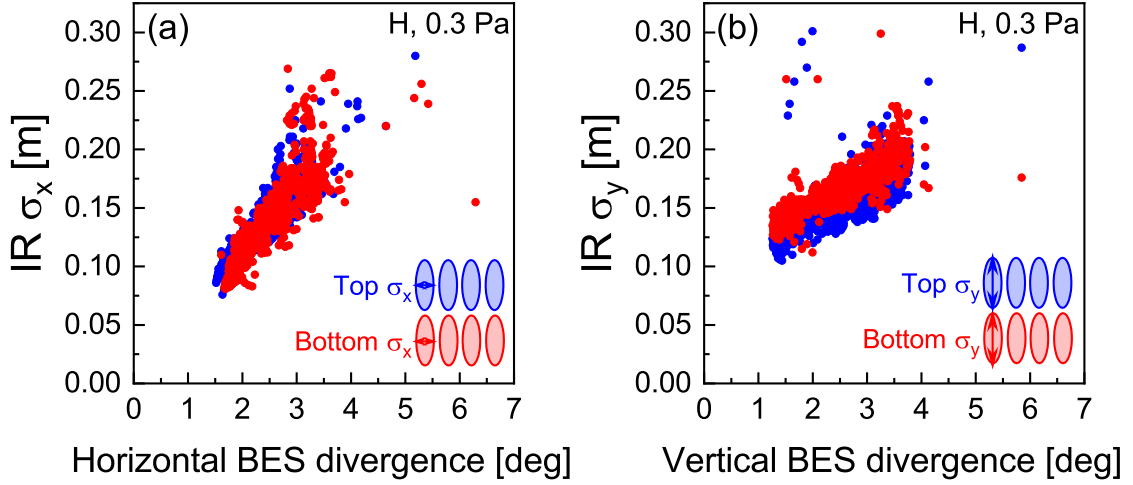 (a)
H, 0.3 Pa
0.30
0.25
0.20
0.15
0.10
0.05
0.00
IR σx [m]
Top σx
Bottom σx
0 1 2 3 4 5 6 7
Horizontal BES divergence [deg]
(b)
H, 0.3 Pa
0.30
0.25
0.20
0.15
0.10
0.05
0.00
IR σy [m]
Top σy
Bottom σy
0 1 2 3 4 5 6 7
Vertical BES divergence [deg]